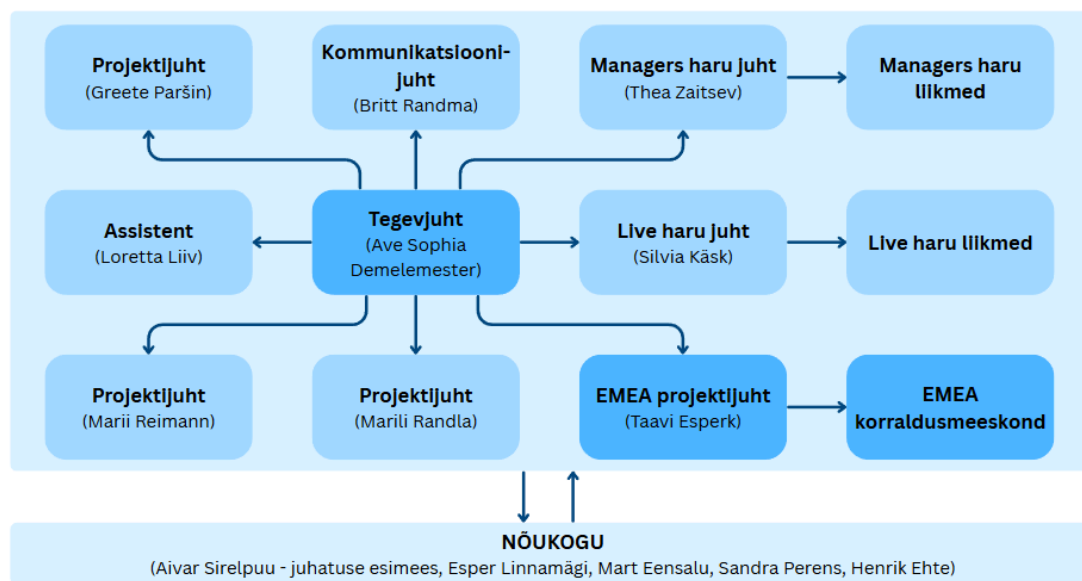 Projektijuht
(Greete Paršin)
Kommunikatsiooni-
juht
(Britt Randma)
Managers haru juht
(Thea Zaitsev)
Managers haru
liikmed
Assistent
(Loretta Liiv)
Tegevjuht
(Ave Sophia
Demelemester)
Live haru juht
(Silvia Käsk)
Live haru liikmed
Projektijuht
(Marii Reimann)
Projektijuht
(Marili Randla)
EMEA projektijuht
(Taavi Esperk)
EMEA
korraldusmeeskond
NÕUKOGU
(Aivar Sirelpuu - juhatuse esimees, Esper Linnamägi, Mart Eensalu, Sandra Perens, Henrik Ehte)